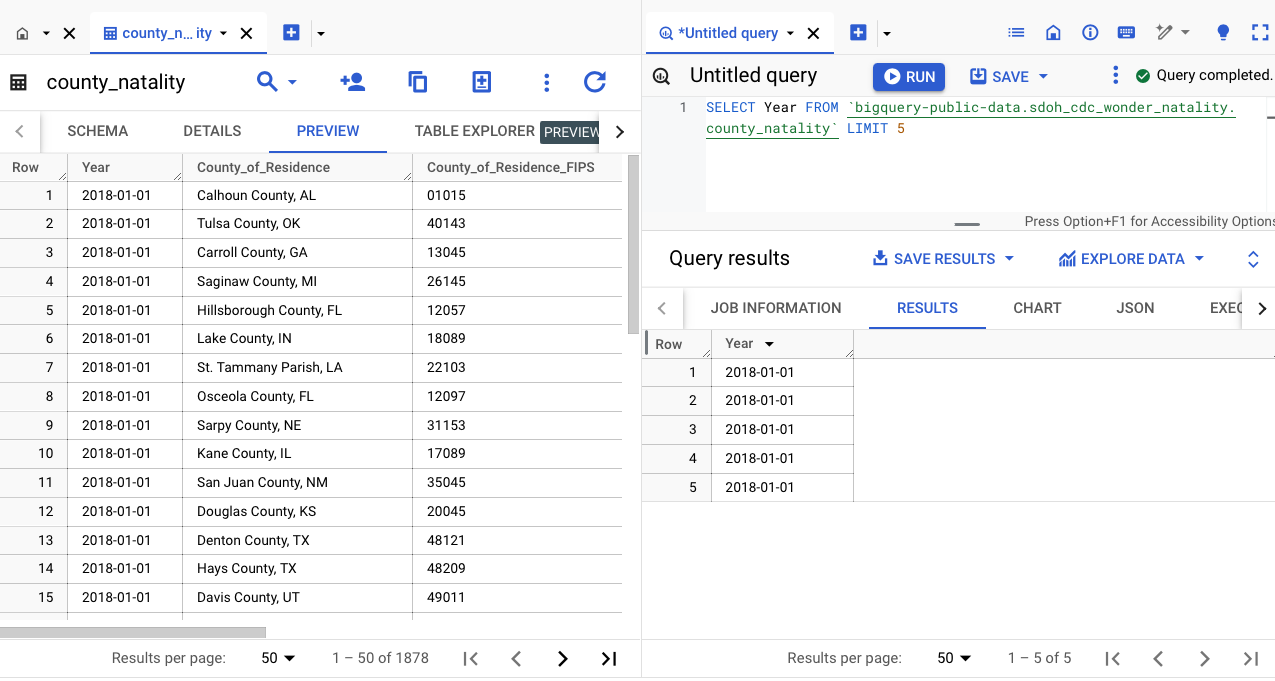 county_n... ity
county_natality
SCHEMA DETAILS PREVIEW TABLE EXPLORER PREVIEW
Row Year County_of_Residence County_of_Residence_FIPS
1 2018-01-01 Calhoun County, AL 01015
2 2018-01-01 Tulsa County, OK 40143
3 2018-01-01 Carroll County, GA 13045
4 2018-01-01 Saginaw County, MI 26145
5 2018-01-01 Hillsborough County, FL 12057
6 2018-01-01 Lake County, IN 18089
7 2018-01-01 St. Tammany Parish, LA 22103
8 2018-01-01 Osceola County, FL 12097
9 2018-01-01 Sarpy County, NE 31153
10 2018-01-01 Kane County, IL 17089
11 2018-01-01 San Juan County, NM 35045
12 2018-01-01 Douglas County, KS 20045
13 2018-01-01 Denton County, TX 48121
14 2018-01-01 Hays County, TX 48209
15 2018-01-01 Davis County, UT 49011
Results per page: 50 1 – 50 of 1878
*Untitled query
Untitled query RUN SAVE Query completed.
1 SELECT Year FROM `bigquery-public-data.sdoh_cdc_wonder_natality.
county_natality` LIMIT 5
Press Option+F1 for Accessibility Options
Query results SAVE RESULTS EXPLORE DATA
JOB INFORMATION RESULTS CHART JSON EXEC
Row Year
1 2018-01-01
2 2018-01-01
3 2018-01-01
4 2018-01-01
5 2018-01-01
Results per page: 50 1 – 5 of 5